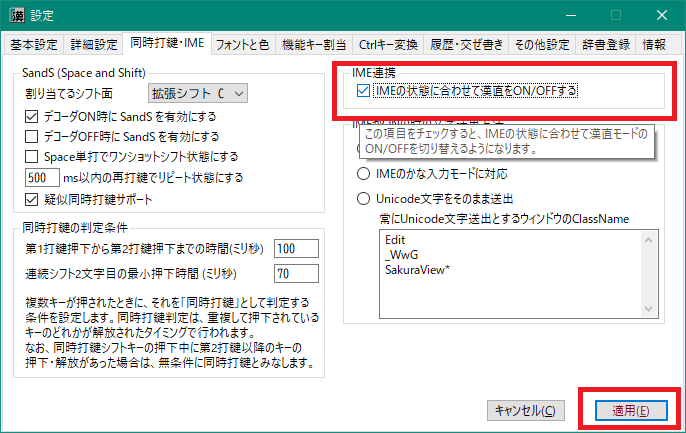 漢 設定
基本設定 詳細設定 同時打鍵・IME フォントと色 機能キー割当 Ctrlキー変換 履歴・交ぜ書き その他設定 辞書登録 情報
SandS (Space and Shift)
割り当てるシフト面 拡張シフト C
デコーダON時に SandS を有効にする
デコーダOFF時に SandS を有効にする
Space単打でワンショットシフト状態にする
500 ms以内の再打鍵でリピート状態にする
疑似同時打鍵サポート
同時打鍵の判定条件
第1打鍵押下から第2打鍵押下までの時間(ミリ秒) 100
連続シフト2文字目の最小押下時間 (ミリ秒) 70
複数キーが押されたときに、それを「同時打鍵」として判定する
条件を設定します。同時打鍵判定は、重複して押下されている
キーのどれかが解放されたタイミングで行われます。
なお、同時打鍵シフトキーの押下中に第2打鍵以降のキーの
押下・解放があった場合は、無条件に同時打鍵とみなします。
IME連携
IMEの状態に合わせて漢直をON/OFFする
この項目をチェックすると、IMEの状態に合わせて漢直モードの
ON/OFFを切り替えるようになります。
IMEのかな入力モードに対応
Unicode文字をそのまま送出
常にUnicode文字送出とするウィンドウのClassName
Edit
_WwG
SakuraView*
キャンセル(C) 適用(E)